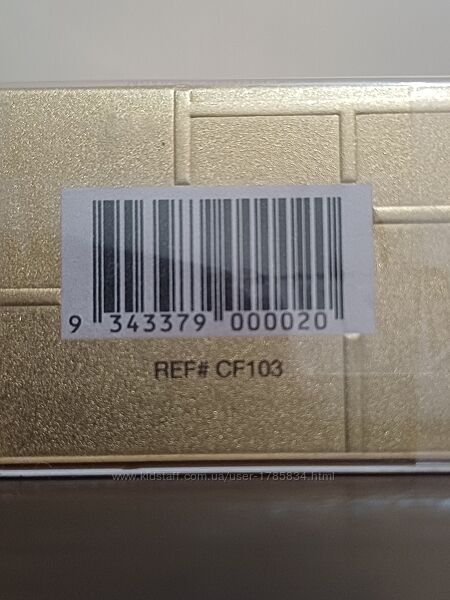 9 343379 000020
REF# CF103
www.kidstaff.com.ua/user-1785834.html